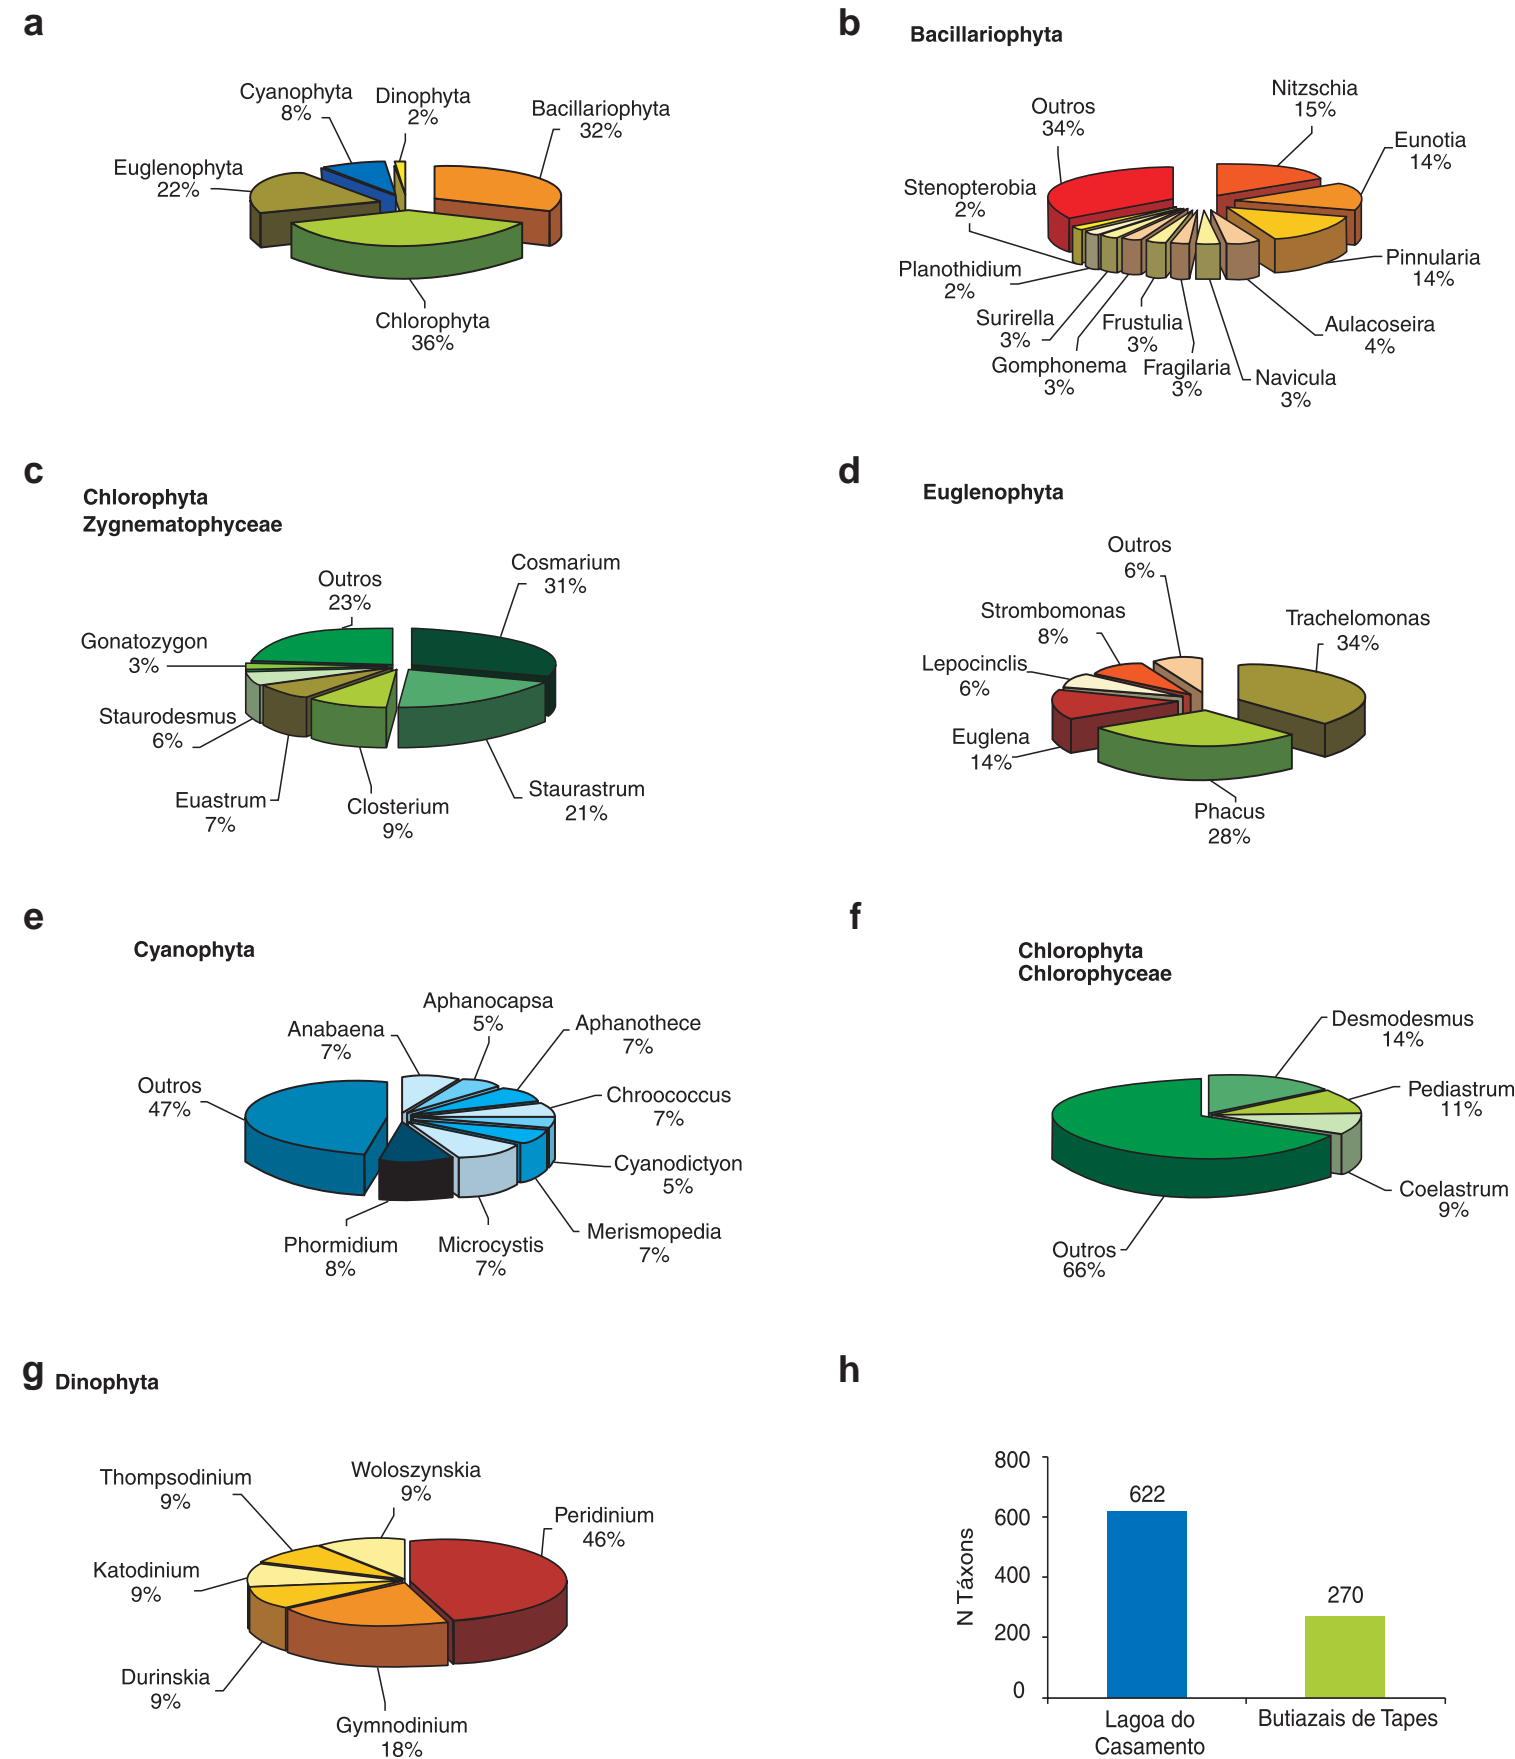 a
Cyanophyta
8%
Dinophyta
2%
Bacillariophyta
32%
Euglenophyta
22%
Chlorophyta
36%
b
Bacillariophyta
Outros
34%
Nitzschia
15%
Eunotia
14%
Stenopterobia
2%
Planothidium
2%
Pinnularia
14%
Surirella
3%
Frustulia
3%
Aulacoseira
4%
Gomphonema
3%
Fragilaria
3%
Navicula
3%
c
Chlorophyta
Zygnematophyceae
Cosmarium
31%
Outros
23%
Gonatozygon
3%
Staurodesmus
6%
Euastrum
7%
Closterium
9%
Staurastrum
21%
d
Euglenophyta
Outros
6%
Strombomonas
8%
Trachelomonas
34%
Lepocinclis
6%
Euglena
14%
Phacus
28%
e
Cyanophyta
Aphanocapsa
5%
Anabaena
7%
Aphanothece
7%
Outros
47%
Chroococcus
7%
Cyanodictyon
5%
Merismopedia
7%
Phormidium
8%
Microcystis
7%
f
Chlorophyta
Chlorophyceae
Desmodesmus
14%
Pediastrum
11%
Coelastrum
9%
Outros
66%
g
Dinophyta
Thompsodinium
9%
Woloszynskia
9%
Peridinium
46%
Katodinium
9%
Durinskia
9%
Gymnodinium
18%
h
800
600
400
200
0
N Táxons
622
270
Lagoa do
Casamento
Butiazais de Tapes